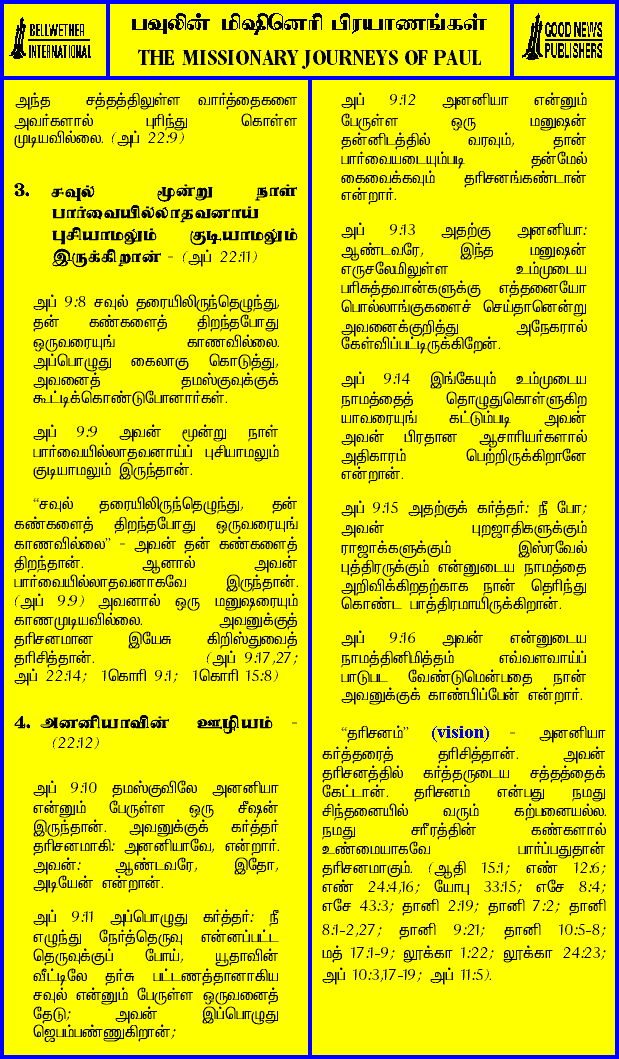 BELLWETHER
INTERNATIONAL
பவுலின் மிஷினெரி பிரயாணங்கள்
THE MISSIONARY JOURNEYS OF PAUL
GOOD NEWS
PUBLISHERS
அந்த சத்தத்திலுள்ள வார்த்தைகளை
அவர்களால் புரிந்து கொள்ள
முடியவில்லை. (அப் 22:9)
3. சவுல் மூன்று நாள்
பார்வையில்லாதவனாய்
புசியாமலும் குடியாமலும்
இருக்கிறான் - (அப் 22:11)
அப் 9:8 சவுல் தரையிலிருந்தெழுந்து,
தன் கண்களைத் திறந்தபோது
ஒருவரையுங் காணவில்லை.
அப்பொழுது கைலாகு கொடுத்து,
அவனைத் தமஸ்குவுக்குக்
கூட்டிக்கொண்டுபோனார்கள்.
அப் 9:9 அவன் மூன்று நாள்
பார்வையில்லாதவனாய்ப் புசியாமலும்
குடியாமலும் இருந்தான்.
“சவுல் தரையிலிருந்தெழுந்து, தன்
கண்களைத் திறந்தபோது ஒருவரையுங்
காணவில்லை” - அவன் தன் கண்களைத்
திறந்தான். ஆனால் அவன்
பார்வையில்லாதவனாகவே இருந்தான்.
(அப் 9:9) அவனால் ஒரு மனுஷரையும்
காணமுடியவில்லை. அவனுக்குத்
தரிசனமான இயேசு கிறிஸ்துவைத்
தரிசித்தான். (அப் 9:17,27;
அப் 22:14; 1கொரி 9:1; 1கொரி 15:8)
4. அனனியாவின் ஊழியம் -
(22:12)
அப் 9:10 தமஸ்குவிலே அனனியா
என்னும் பேருள்ள ஒரு சீஷன்
இருந்தான். அவனுக்குக் கர்த்தர்
தரிசனமாகி: அனனியாவே, என்றார்.
அவன்: ஆண்டவரே, இதோ,
அடியேன் என்றான்.
அப் 9:11 அப்பொழுது கர்த்தர்: நீ
எழுந்து நேர்த்தெருவு என்னப்பட்ட
தெருவுக்குப் போய், யூதாவின்
வீட்டிலே தர்சு பட்டணத்தானாகிய
சவுல் என்னும் பேருள்ள ஒருவனைத்
தேடு; அவன் இப்பொழுது
ஜெபம்பண்ணுகிறான்;
அப் 9:12 அனனியா என்னும்
பேருள்ள ஒரு மனுஷன்
தன்னிடத்தில் வரவும், தான்
பார்வையடையும்படி தன்மேல்
கைவைக்கவும் தரிசனங்கண்டான்
என்றார்.
அப் 9:13 அதற்கு அனனியா:
ஆண்டவரே, இந்த மனுஷன்
எருசலேமிலுள்ள உம்முடைய
பரிசுத்தவான்களுக்கு எத்தனையோ
பொல்லாங்குகளைச் செய்தானென்று
அவனைக்குறித்து அநேகரால்
கேள்விப்பட்டிருக்கிறேன்.
அப் 9:14 இங்கேயும் உம்முடைய
நாமத்தைத் தொழுதுகொள்ளுகிற
யாவரையுங் கட்டும்படி அவன்
அவன் பிரதான ஆசாரியர்களால்
அதிகாரம் பெற்றிருக்கிறானே
என்றான்.
அப் 9:15 அதற்குக் கர்த்தர்: நீ போ;
அவன் புறஜாதிகளுக்கும்
ராஜாக்களுக்கும் இஸ்ரவேல்
புத்திரருக்கும் என்னுடைய நாமத்தை
அறிவிக்கிறதற்காக நான் தெரிந்து
கொண்ட பாத்திரமாயிருக்கிறான்.
அப் 9:16 அவன் என்னுடைய
நாமத்தினிமித்தம் எவ்வளவாய்ப்
பாடுபட வேண்டுமென்பதை நான்
அவனுக்குக் காண்பிப்பேன் என்றார்.
“தரிசனம்” (vision) - அனனியா
கர்த்தரைத் தரிசித்தான். அவன்
தரிசனத்தில் கர்த்தருடைய சத்தத்தைக்
கேட்டான். தரிசனம் என்பது நமது
சிந்தனையில் வரும் கற்பனையல்ல.
நமது சரீரத்தின் கண்களால்
உண்மையாகவே பார்ப்பதுதான்
தரிசனமாகும். (ஆதி 15:1; எண் 12:6;
எண் 24:4,16; யோபு 33:15; எசே 8:4;
எசே 43:3; தானி 2:19; தானி 7:2; தானி
8:1-2,27; தானி 9:21; தானி 10:5-8;
மத் 17:1-9; லூக்கா 1:22; லூக்கா 24:23;
அப் 10:3,17-19; அப் 11:5).